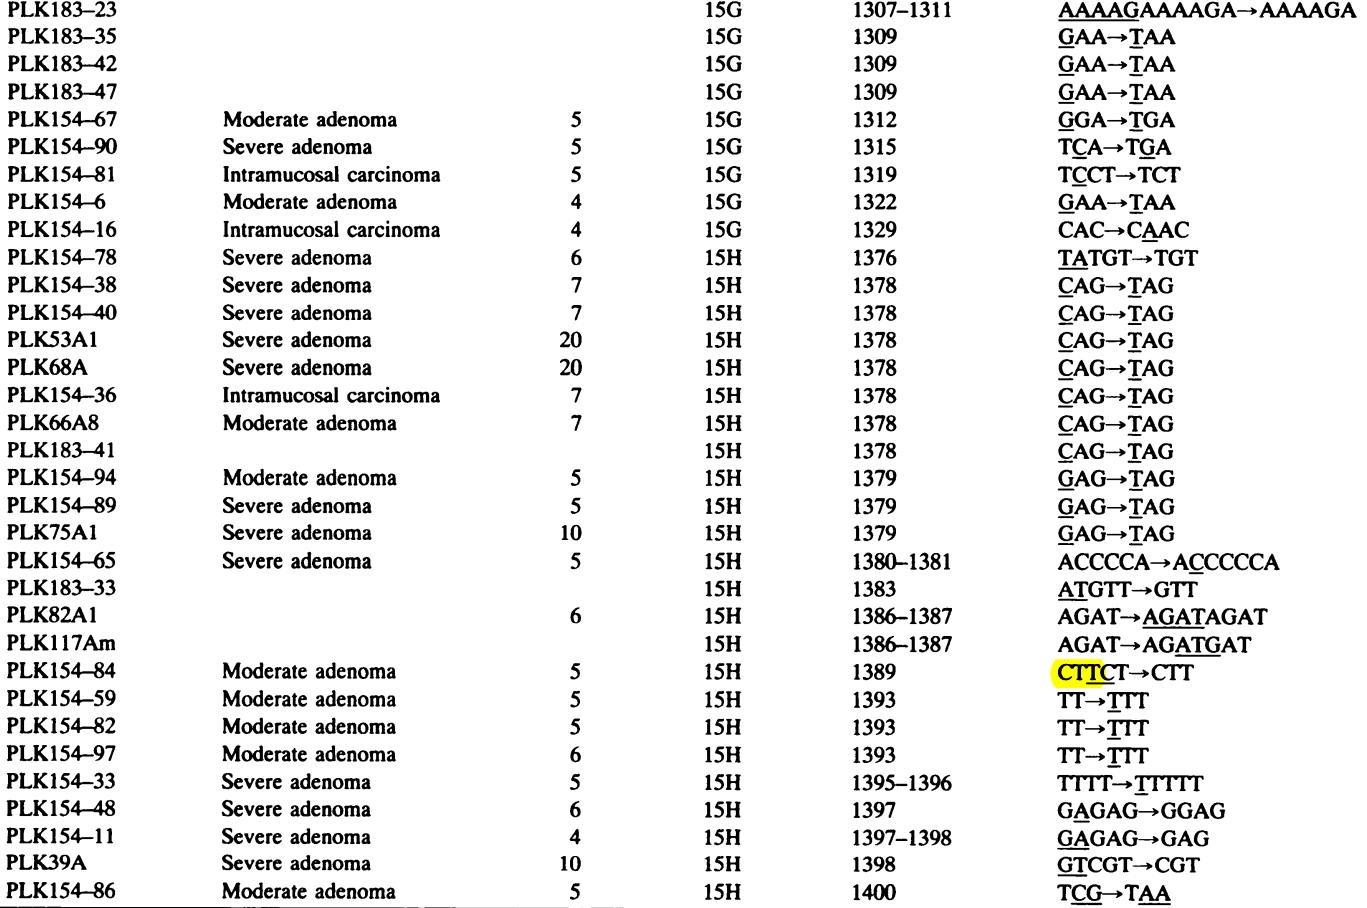 PLK183–23 15G 1307–1311 AAAAGAAAAGA→AAAAGA
PLK183–35 15G 1309 GAA→TAA
PLK183–42 15G 1309 GAA→TAA
PLK183–47 15G 1309 GAA→TAA
PLK154–67 Moderate adenoma 5 15G 1312 GGA→TGA
PLK154–90 Severe adenoma 5 15G 1315 TCA→TGA
PLK154–81 Intramucosal carcinoma 5 15G 1319 TCCT→TCT
PLK154–6 Moderate adenoma 4 15G 1322 GAA→TAA
PLK154–16 Intramucosal carcinoma 4 15G 1329 CAC→CAAC
PLK154–78 Severe adenoma 6 15H 1376 TATGT→TGT
PLK154–38 Severe adenoma 7 15H 1378 CAG→TAG
PLK154–40 Severe adenoma 7 15H 1378 CAG→TAG
PLK53A1 Severe adenoma 20 15H 1378 CAG→TAG
PLK68A Severe adenoma 20 15H 1378 CAG→TAG
PLK154–36 Intramucosal carcinoma 7 15H 1378 CAG→TAG
PLK66A8 Moderate adenoma 7 15H 1378 CAG→TAG
PLK183–41 15H 1378 CAG→TAG
PLK154–94 Moderate adenoma 5 15H 1379 GAG→TAG
PLK154–89 Severe adenoma 5 15H 1379 GAG→TAG
PLK75A1 Severe adenoma 10 15H 1379 GAG→TAG
PLK154–65 Severe adenoma 5 15H 1380–1381 ACCCCA→ACCCCCA
PLK183–33 15H 1383 ATGTT→GTT
PLK82A1 6 15H 1386–1387 AGAT→AGATAGAT
PLK117Am 15H 1386–1387 AGAT→AGATGAT
PLK154–84 Moderate adenoma 5 15H 1389 CTTCT→CTT
PLK154–59 Moderate adenoma 5 15H 1393 TT→TTT
PLK154–82 Moderate adenoma 5 15H 1393 TT→TTT
PLK154–97 Moderate adenoma 6 15H 1393 TT→TTT
PLK154–33 Severe adenoma 5 15H 1395–1396 TTTT→TTTTT
PLK154–48 Severe adenoma 6 15H 1397 GAGAG→GGAG
PLK154–11 Severe adenoma 4 15H 1397–1398 GAGAG→GAG
PLK39A Severe adenoma 10 15H 1398 GTCGT→CGT
PLK154–86 Moderate adenoma 5 15H 1400 TCG→TAA